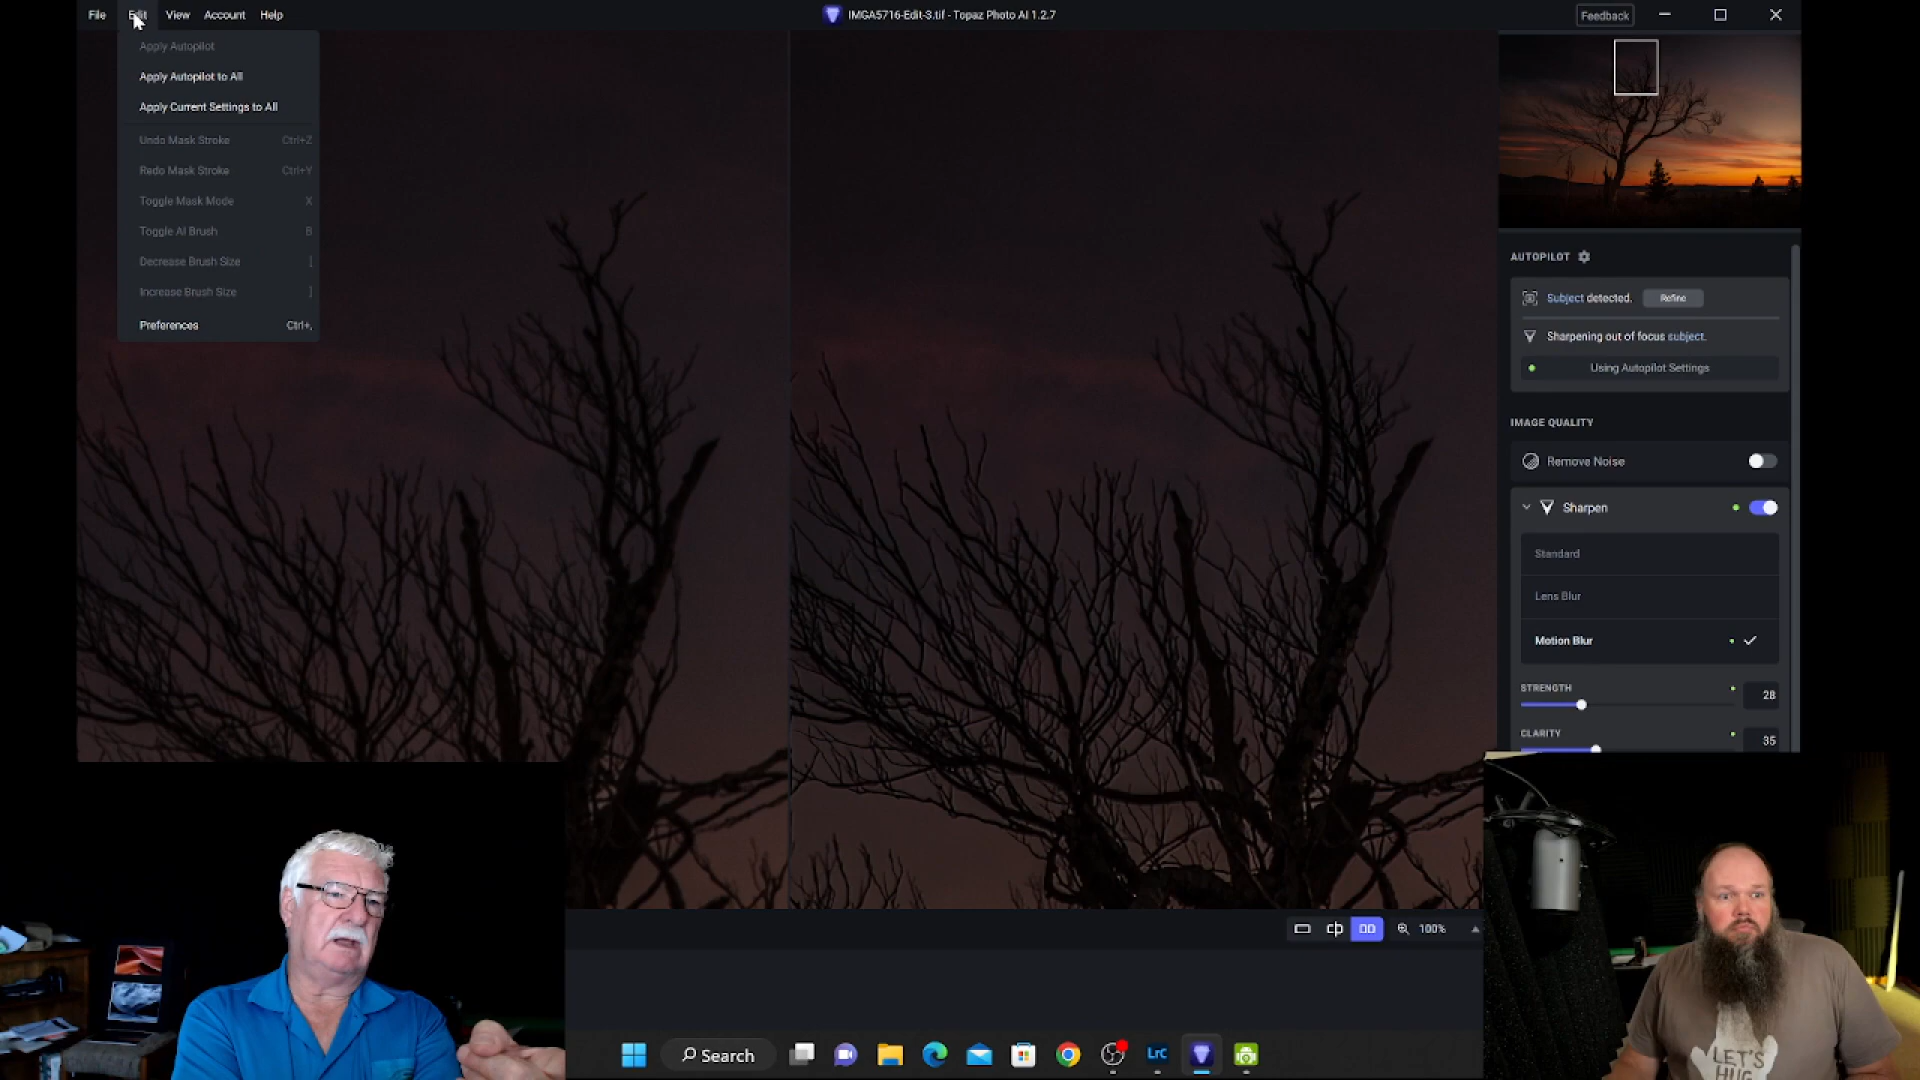 File Edit View Account Help
IMGA5716-Edit-3.tif - Topaz Photo AI 1.2.7
Feedback
Apply Autopilot
Apply Autopilot to All
Apply Current Settings to All
Undo Mask Stroke Ctrl+Z
Redo Mask Stroke Ctrl+Y
Toggle Mask Mode X
Toggle AI Brush B
Decrease Brush Size ]
Increase Brush Size ]
Preferences Ctrl+,
AUTOPILOT
Subject detected. Refine
Sharpening out of focus subject.
Using Autopilot Settings
IMAGE QUALITY
Remove Noise
Sharpen
Standard
Lens Blur
Motion Blur
STRENGTH 28
CLARITY 35
100%
Search
LrC
LET'S
HUG